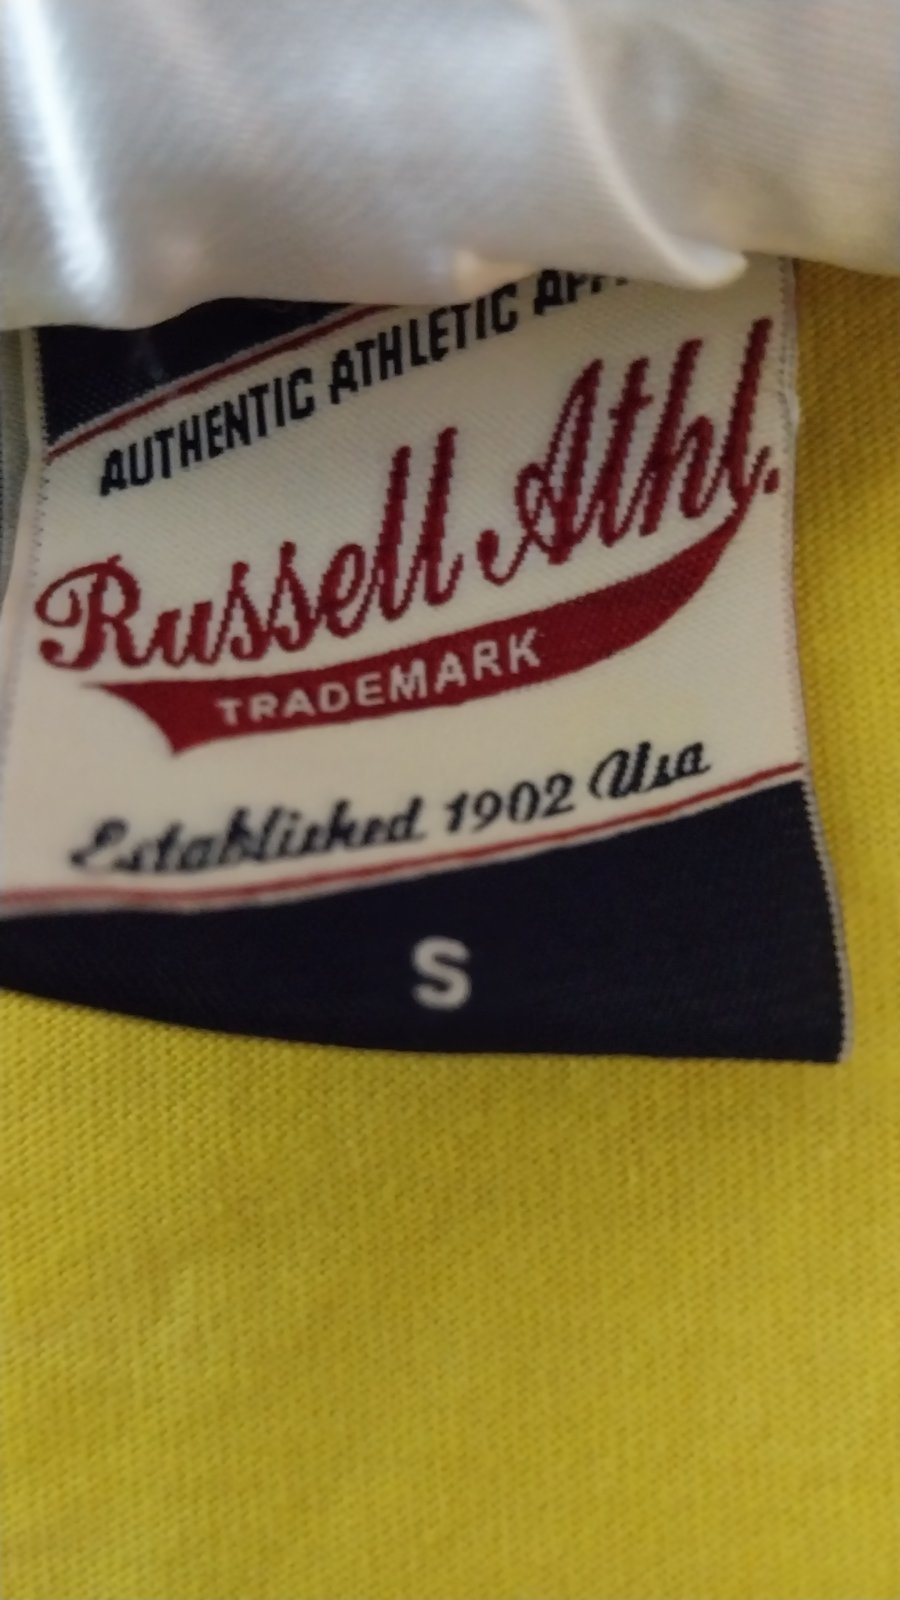 AUTHENTIC ATHLETIC
Russell Athl.
TRADEMARK
Established 1902 Usa
S